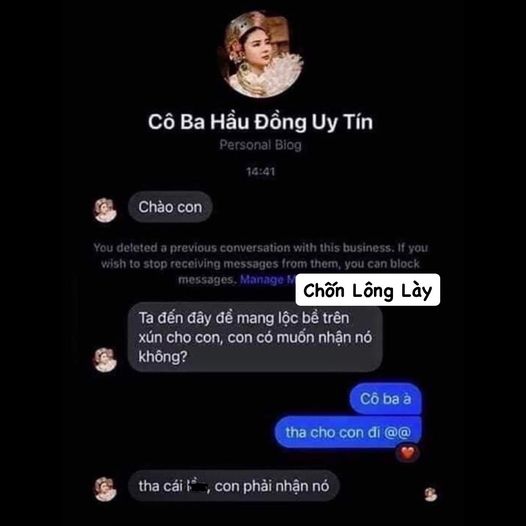 Cô Ba Hầu Đồng Uy Tín
Personal Blog
14:41
Chào con
You deleted a previous conversation with this business. If you
wish to stop receiving messages from them, you can block
messages. Manage
Chốn Lông Lày
Ta đến đây để mang lộc bề trên
xún cho con, con có muốn nhận nó
không?
Cô ba à
tha cho con đi @@
tha cái, con phải nhận nó